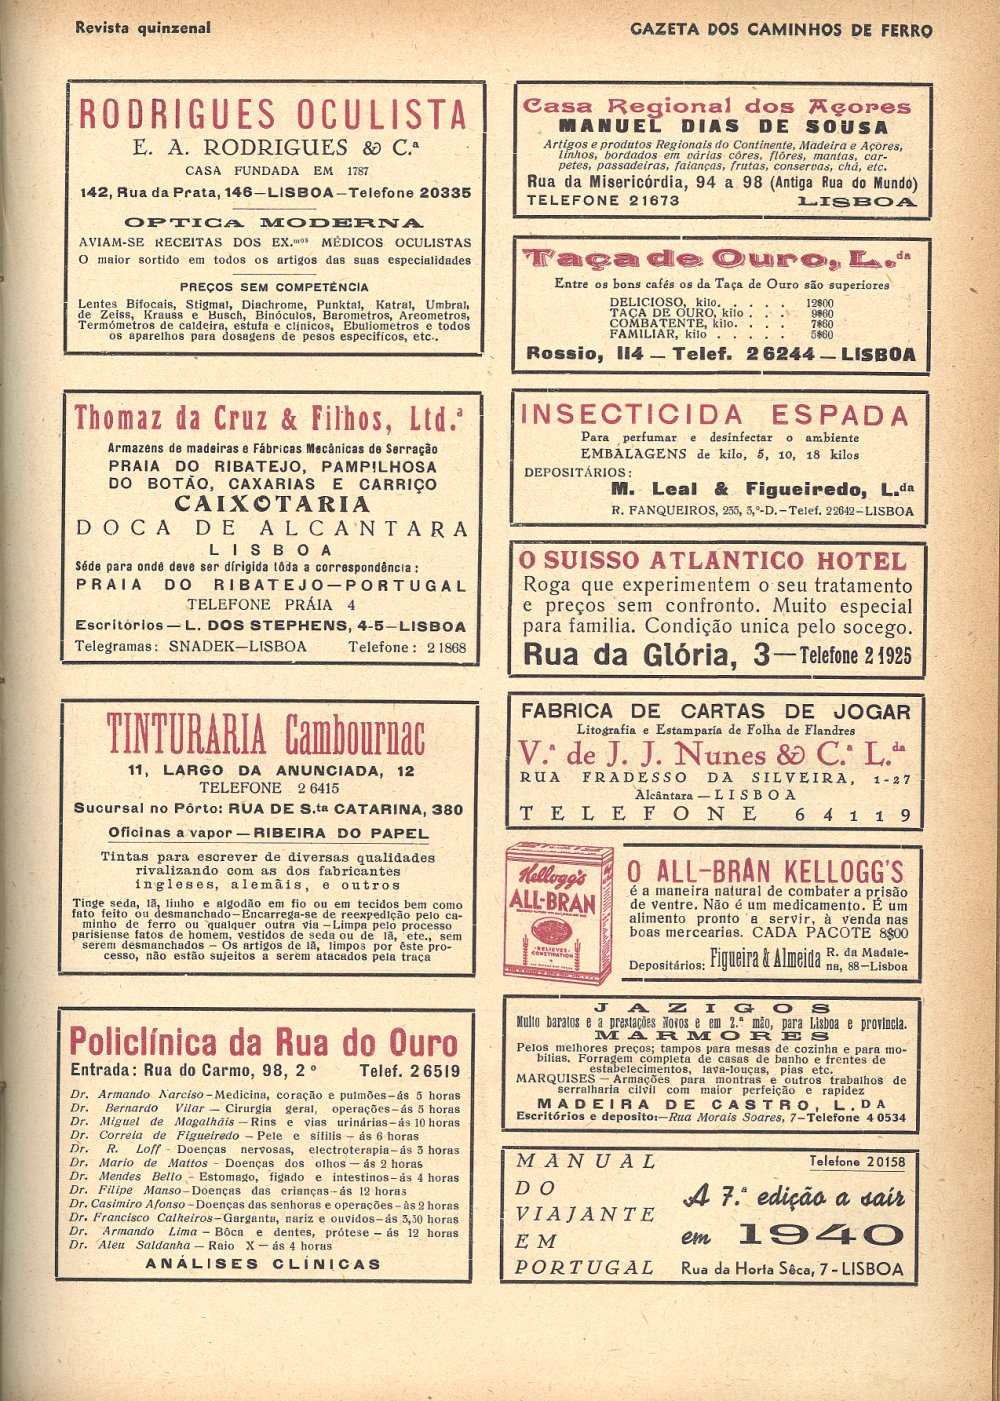 Revista quinzenal
GAZETA DOS CAMINHOS DE FERRO
RODRIGUES OCULISTA
E. A. RODRIGUES & C.ª
CASA FUNDADA EM 1787
142, Rua da Prata, 146—LISBOA—Telefone 20335
OPTICA MODERNA
AVIAM-SE RECEITAS DOS EX.mos MÉDICOS OCULISTAS
O maior sortido em todos os artigos das suas especialidades
PREÇOS SEM COMPETÊNCIA
Lentes Bifocais, Stigmal, Diachrome, Punktal, Katral, Umbral,
de Zeiss, Krauss e Busch, Binóculos, Barometros, Areometros,
Termómetros de caldeira, estufa e clínicos, Ebuliometros e todos
os aparelhos para dosagens de pesos especificos, etc..
Thomaz da Cruz & Filhos, Ltd.ª
Armazens de madeiras e Fábricas Mecânicas de Serração
PRAIA DO RIBATEJO, PAMPILHOSA
DO BOTÃO, CAXARIAS E CARRIÇO
CAIXOTARIA
DOCA DE ALCANTARA
LISBOA
Séde para onde deve ser dirigida tôda a correspondência:
PRAIA DO RIBATEJO—PORTUGAL
TELEFONE PRÁIA 4
Escritórios—L. DOS STEPHENS, 4-5—LISBOA
Telegramas: SNADEK—LISBOA Telefone: 21868
TINTURARIA Cambournac
11, LARGO DA ANUNCIADA, 12
TELEFONE 2 6415
Sucursal no Pôrto: RUA DE S.ta CATARINA, 380
Oficinas a vapor—RIBEIRA DO PAPEL
Tintas para escrever de diversas qualidades
rivalizando com as dos fabricantes
ingleses, alemãis, e outros
Tinge seda, lã, linho e algodão em fio ou em tecidos bem como
fato feito ou desmanchado—Encarrega-se de reexpedição pelo ca-
minho de ferro ou qualquer outra via—Limpa pelo processo
parisiense fatos de homem, vestidos de seda ou de lã, etc., sem
serem desmanchados — Os artigos de lã, limpos por êste pro-
cesso, não estão sujeitos a serem atacados pela traça
Policlínica da Rua do Ouro
Entrada: Rua do Carmo, 98, 2º Telef. 26519
Dr. Armando Narciso—Medicina, coração e pulmões—ás 5 horas
Dr. Bernardo Vilar — Cirurgia geral, operações—ás 5 horas
Dr. Miguel de Magalhãis — Rins e vias urinárias—ás 10 horas
Dr. Correia de Figueiredo - Pele e sífilis — ás 6 horas
Dr. R. Loff - Doenças nervosas, electroterapia—ás 3 horas
Dr. Mario de Mattos - Doenças dos olhos — ás 2 horas
Dr. Mendes Bello - Estomago, figado e intestinos—ás 4 horas
Dr. Filipe Manso—Doenças das crianças—ás 12 horas
Dr. Casimiro Afonso—Doenças das senhoras e operações—ás 2 horas
Dr. Francisco Calheiros—Garganta, nariz e ouvidos—ás 3,30 horas
Dr. Armando Lima — Bôca e dentes, prótese — ás 12 horas
Dr. Aleu Saldanha — Raio X — ás 4 horas
ANÁLISES CLÍNICAS
Casa Regional dos Açores
MANUEL DIAS DE SOUSA
Artigos e produtos Regionais do Continente, Madeira e Açores,
linhos, bordados em várias côres, flôres, mantas, car-
petes, passadeiras, faianças, frutas, conservas, chá, etc.
Rua da Misericórdia, 94 a 98 (Antiga Rua do Mundo)
TELEFONE 21673 LISBOA
Taça de Ouro, L.da
Entre os bons cafés os da Taça de Ouro são superiores
DELICIOSO, kilo. . . . . 12$00
TAÇA DE OURO, kilo . . . 9$60
COMBATENTE, kilo. . . . 7$60
FAMILIAR, kilo . . . . . 5$60
Rossio, 114 — Telef. 2 6244 — LISBOA
INSECTICIDA ESPADA
Para perfumar e desinfectar o ambiente
EMBALAGENS de kilo, 5, 10, 18 kilos
DEPOSITÁRIOS:
M. Leal & Figueiredo, L.da
R. FANQUEIROS, 235, 3,º-D.—Telef. 22642—LISBOA
O SUISSO ATLANTICO HOTEL
Roga que experimentem o seu tratamento
e preços sem confronto. Muito especial
para familia. Condição unica pelo socego.
Rua da Glória, 3—Telefone 2 1925
FABRICA DE CARTAS DE JOGAR
Litografia e Estamparia de Folha de Flandres
V.ª de J. J. Nunes & C.ª L.da
RUA FRADESSO DA SILVEIRA, 1-27
Alcântara—LISBOA
TELEFONE 64119
Kellogg's
ALL-BRAN
RELIEVES
CONSTIPATION
O ALL-BRAN KELLOGG'S
é a maneira natural de combater a prisão
de ventre. Não é um medicamento. É um
alimento pronto a servir, à venda nas
boas mercearias. CADA PACOTE 8$00
Depositários: Figueira & Almeida R. da Madale-
na, 88—Lisboa
JAZIGOS
Muito baratos e a prestações Novos e em 2.ª mão, para Lisboa e provincia.
MARMORES
Pelos melhores preços; tampos para mesas de cozinha e para mo-
bilias. Forragem completa de casas de banho e frentes de
estabelecimentos, lava-louças, pias etc.
MARQUISES — Armações para montras e outros trabalhos de
serralharia cilvil com maior perfeição e rapidez
MADEIRA DE CASTRO, L.DA
Escritórios e deposito:—Rua Morais Soares, 7—Telefone 4 0534
MANUAL
DO
VIAJANTE
EM
PORTUGAL
Telefone 20158
A 7.ª edição a saír
em 1940
Rua da Horta Sêca, 7 - LISBOA